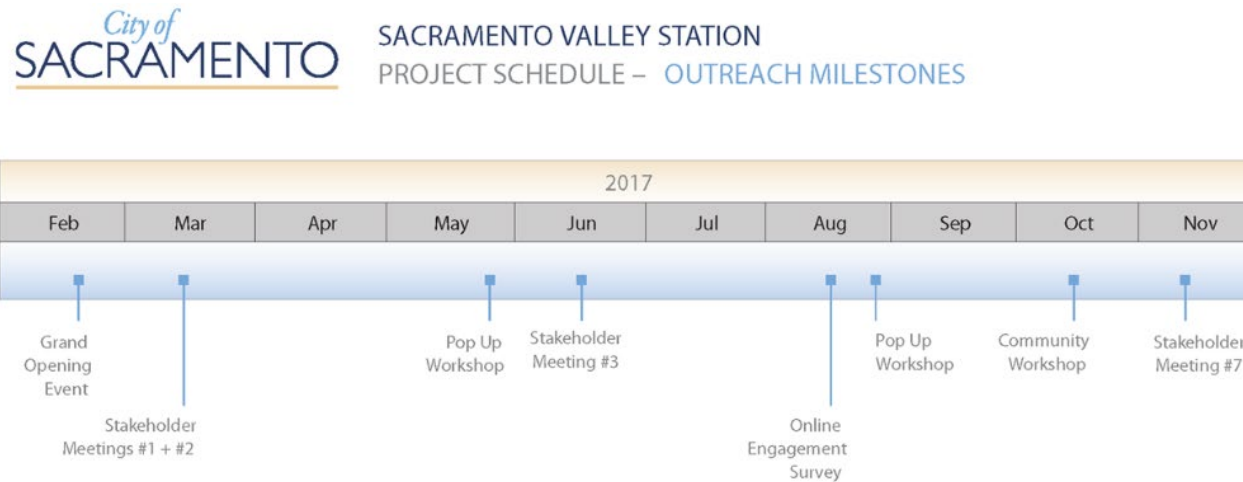 City of
SACRAMENTO
SACRAMENTO VALLEY STATION
PROJECT SCHEDULE – OUTREACH MILESTONES
2017
Feb Mar Apr May Jun Jul Aug Sep Oct Nov
Grand
Opening
Event
Stakeholder
Meetings #1 + #2
Pop Up
Workshop
Stakeholder
Meeting #3
Online
Engagement
Survey
Pop Up
Workshop
Community
Workshop
Stakeholder
Meeting #7